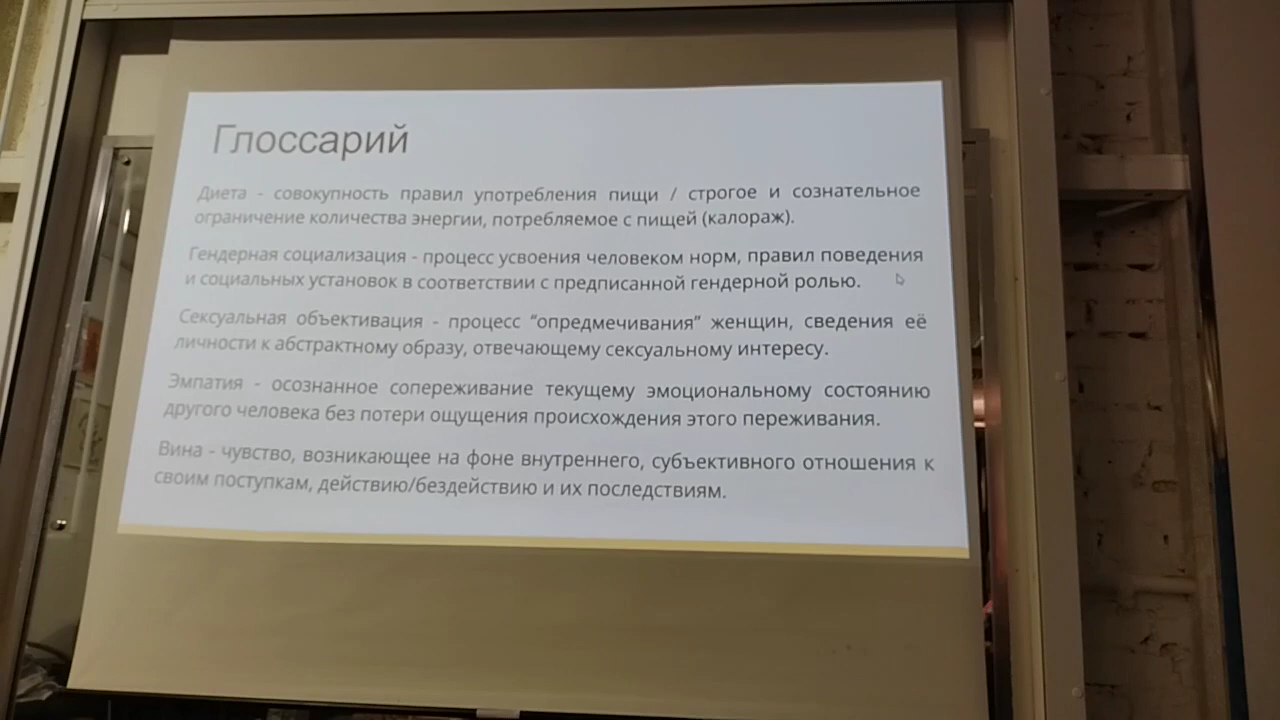 Глоссарий
Диета - совокупность правил употребления пищи / строгое и сознательное
ограничение количества энергии, потребляемое с пищей (калораж).
Гендерная социализация - процесс усвоения человеком норм, правил поведения
и социальных установок в соответствии с предписанной гендерной ролью.
Сексуальная объективация - процесс “опредмечивания” женщин, сведения её
личности к абстрактному образу, отвечающему сексуальному интересу.
Эмпатия - осознанное сопереживание текущему эмоциональному состоянию
другого человека без потери ощущения происхождения этого переживания.
Вина - чувство, возникающее на фоне внутреннего, субъективного отношения к
своим поступкам, действию/бездействию и их последствиям.